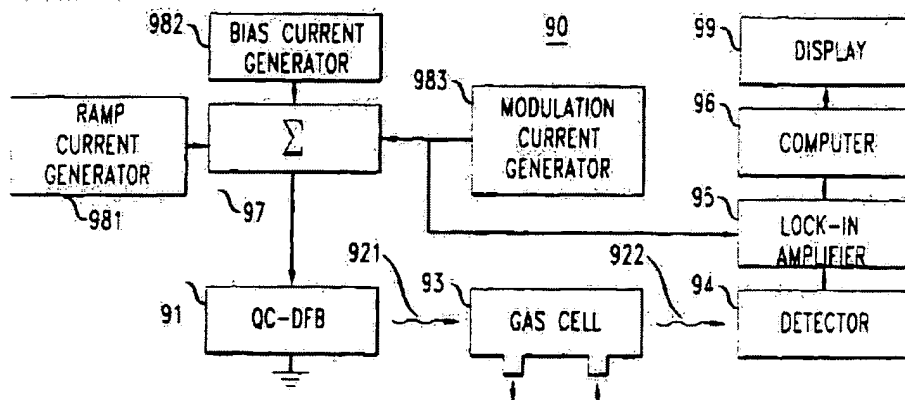 982
BIAS CURRENT
GENERATOR
90
99
DISPLAY
RAMP
CURRENT
GENERATOR
981
Σ
97
983
MODULATION
CURRENT
GENERATOR
96
COMPUTER
95
LOCK-IN
AMPLIFIER
91
QC-DFB
921
93
GAS CELL
922
94
DETECTOR